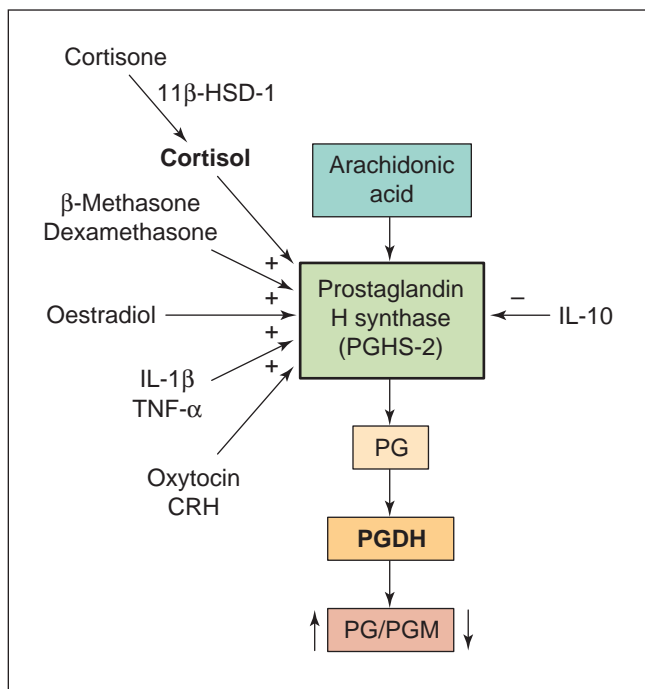 Cortisone
11β-HSD-1
Cortisol
β-Methasone
Dexamethasone
Oestradiol
IL-1β
TNF-α
Oxytocin
CRH
+
+
+
+
Arachidonic
acid
Prostaglandin
H synthase
(PGHS-2)
–
IL-10
PG
PGDH
PG/PGM